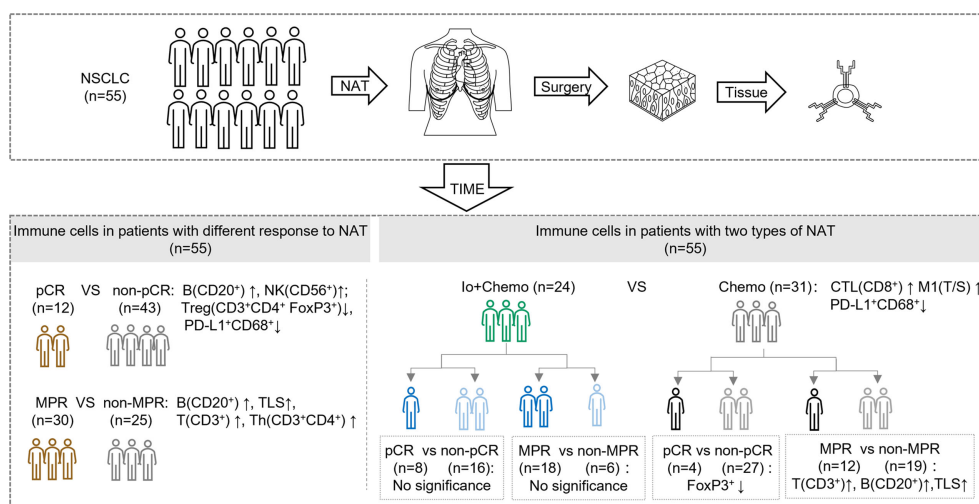 NSCLC
(n=55)
NAT
Surgery
Tissue
TIME
Immune cells in patients with different response to NAT
(n=55)
pCR VS non-pCR: B(CD20⁺) ↑, NK(CD56⁺)↑;
(n=12) (n=43) Treg(CD3⁺CD4⁺ FoxP3⁺)↓,
PD-L1⁺CD68⁺↓
MPR VS non-MPR: B(CD20⁺) ↑, TLS↑,
(n=30) (n=25) T(CD3⁺) ↑, Th(CD3⁺CD4⁺) ↑
Immune cells in patients with two types of NAT
(n=55)
Io+Chemo (n=24) VS Chemo (n=31): CTL(CD8⁺) ↑ M1(T/S) ↑
PD-L1⁺CD68⁺↓
pCR vs non-pCR
(n=8) (n=16):
No significance
MPR vs non-MPR
(n=18) (n=6) :
No significance
pCR vs non-pCR
(n=4) (n=27) :
FoxP3⁺ ↓
MPR vs non-MPR
(n=12) (n=19) :
T(CD3⁺)↑, B(CD20⁺)↑,TLS↑